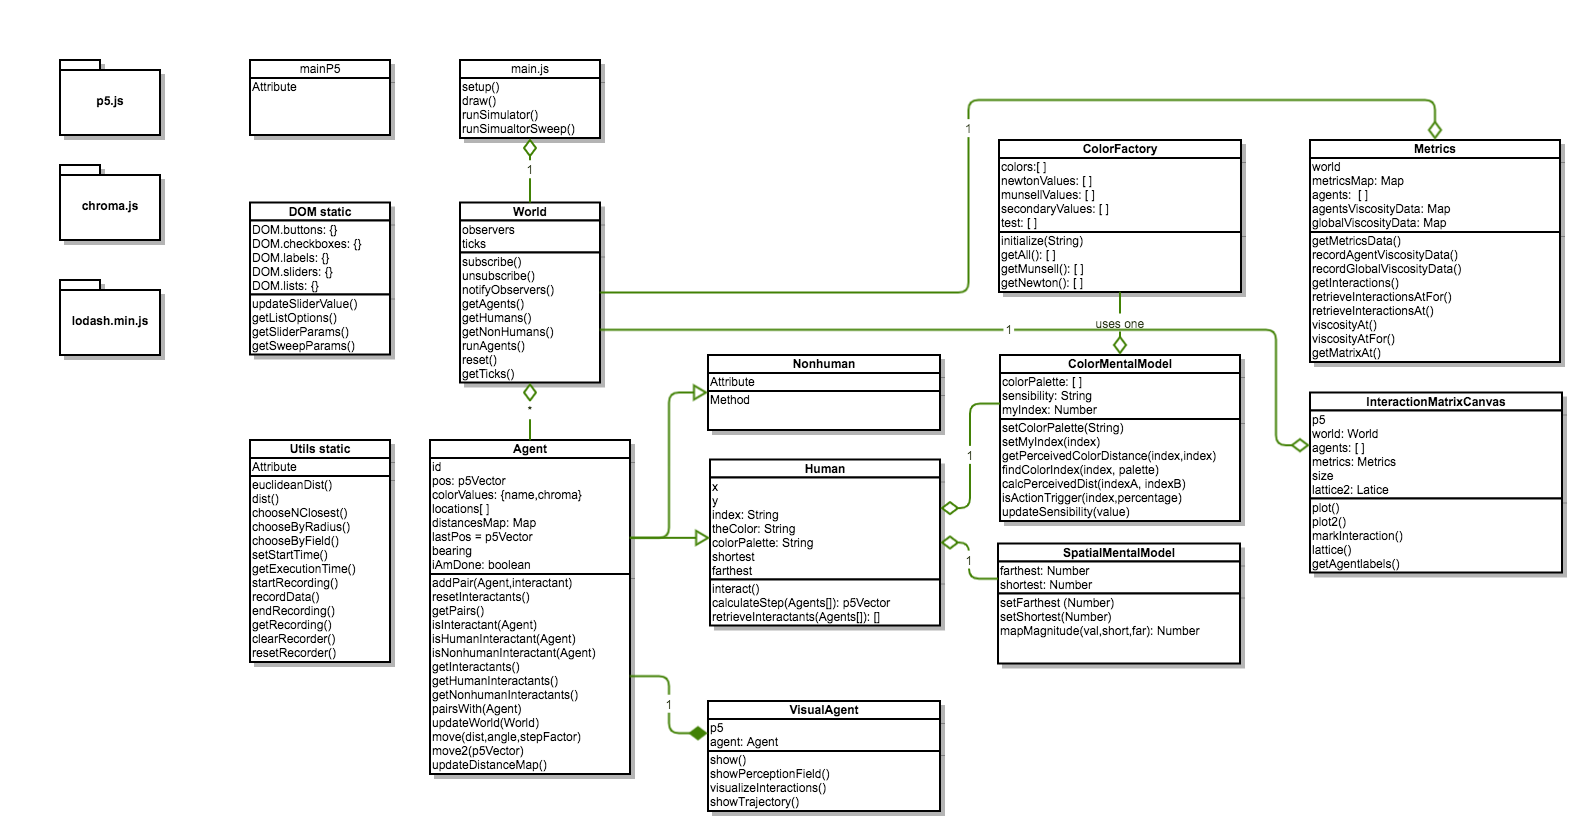 p5.js
chroma.js
lodash.min.js
mainP5
Attribute
DOM static
DOM.buttons: {}
DOM.checkboxes: {}
DOM.labels: {}
DOM.sliders: {}
DOM.lists: {}
updateSliderValue()
getListOptions()
getSliderParams()
getSweepParams()
Utils static
Attribute
euclideanDist()
dist()
chooseNClosest()
chooseByRadius()
chooseByField()
setStartTime()
getExecutionTime()
startRecording()
recordData()
endRecording()
getRecording()
clearRecorder()
resetRecorder()
main.js
setup()
draw()
runSimulator()
runSimualtorSweep()
1
World
observers
ticks
subscribe()
unsubscribe()
notifyObservers()
getAgents()
getHumans()
getNonHumans()
runAgents()
reset()
getTicks()
*
Agent
id
pos: p5Vector
colorValues: {name,chroma}
locations[ ]
distancesMap: Map
lastPos = p5Vector
bearing
iAmDone: boolean
addPair(Agent,interactant)
resetInteractants()
getPairs()
isInteractant(Agent)
isHumanInteractant(Agent)
isNonhumanInteractant(Agent)
getInteractants()
getHumanInteractants()
getNonhumanInteractants()
pairsWith(Agent)
updateWorld(World)
move(dist,angle,stepFactor)
move2(p5Vector)
updateDistanceMap()
Nonhuman
Attribute
Method
Human
x
y
index: String
theColor: String
colorPalette: String
shortest
farthest
interact()
calculateStep(Agents[]): p5Vector
retrieveInteractants(Agents[]): []
1
VisualAgent
p5
agent: Agent
show()
showPerceptionField()
visualizeInteractions()
showTrajectory()
1
1
ColorFactory
colors:[ ]
newtonValues: [ ]
munsellValues: [ ]
secondaryValues: [ ]
test: [ ]
initialize(String)
getAll(): [ ]
getMunsell(): [ ]
getNewton(): [ ]
uses one
1
1
ColorMentalModel
colorPalette: [ ]
sensibility: String
myIndex: Number
setColorPalette(String)
setMyIndex(index)
getPerceivedColorDistance(index,index)
findColorIndex(index, palette)
calcPerceivedDist(indexA, indexB)
isActionTrigger(index,percentage)
updateSensibility(value)
SpatialMentalModel
farthest: Number
shortest: Number
setFarthest (Number)
setShortest(Number)
mapMagnitude(val,short,far): Number
Metrics
world
metricsMap: Map
agents: [ ]
agentsViscosityData: Map
globalViscosityData: Map
getMetricsData()
recordAgentViscosityData()
recordGlobalViscosityData()
getInteractions()
retrieveInteractionsAtFor()
retrieveInteractionsAt()
viscosityAt()
viscosityAtFor()
getMatrixAt()
InteractionMatrixCanvas
p5
world: World
agents: [ ]
metrics: Metrics
size
lattice2: Latice
plot()
plot2()
markInteraction()
lattice()
getAgentlabels()